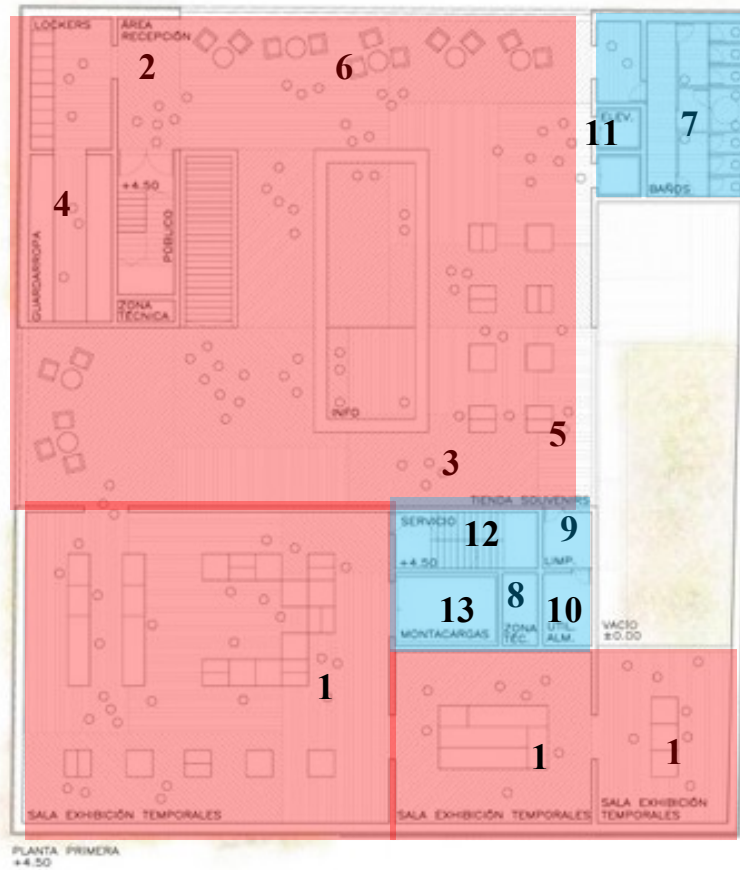 LOCKERS
ÁREA
RECEPCIÓN
2
6
7
11
ELEV.
BAÑOS
4
+4.50
GUARDARROPA
PÚBLICO
ZONA
TÉCNICA
INFO
5
3
TIENDA SOUVENIRS
SERVICIO
12
9
+4.50
LIMP.
13
8
10
MONTACARGAS
ZONA
TÉC.
UTIL.
ALM.
VACÍO
±0.00
1
1
1
SALA EXHIBICIÓN TEMPORALES
SALA EXHIBICIÓN TEMPORALES
SALA EXHIBICIÓN
TEMPORALES
PLANTA PRIMERA
+4.50